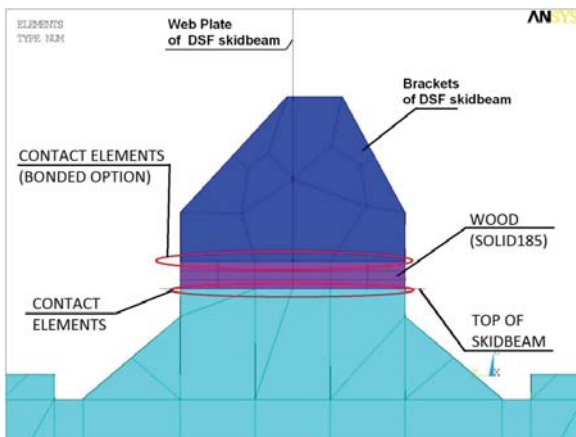 ELEMENTS
TYPE NUM
ANSYS
Web Plate
of DSF skidbeam
Brackets
of DSF skidbeam
CONTACT ELEMENTS
(BONDED OPTION)
WOOD
(SOLID185)
CONTACT
ELEMENTS
TOP OF
SKIDBEAM
X